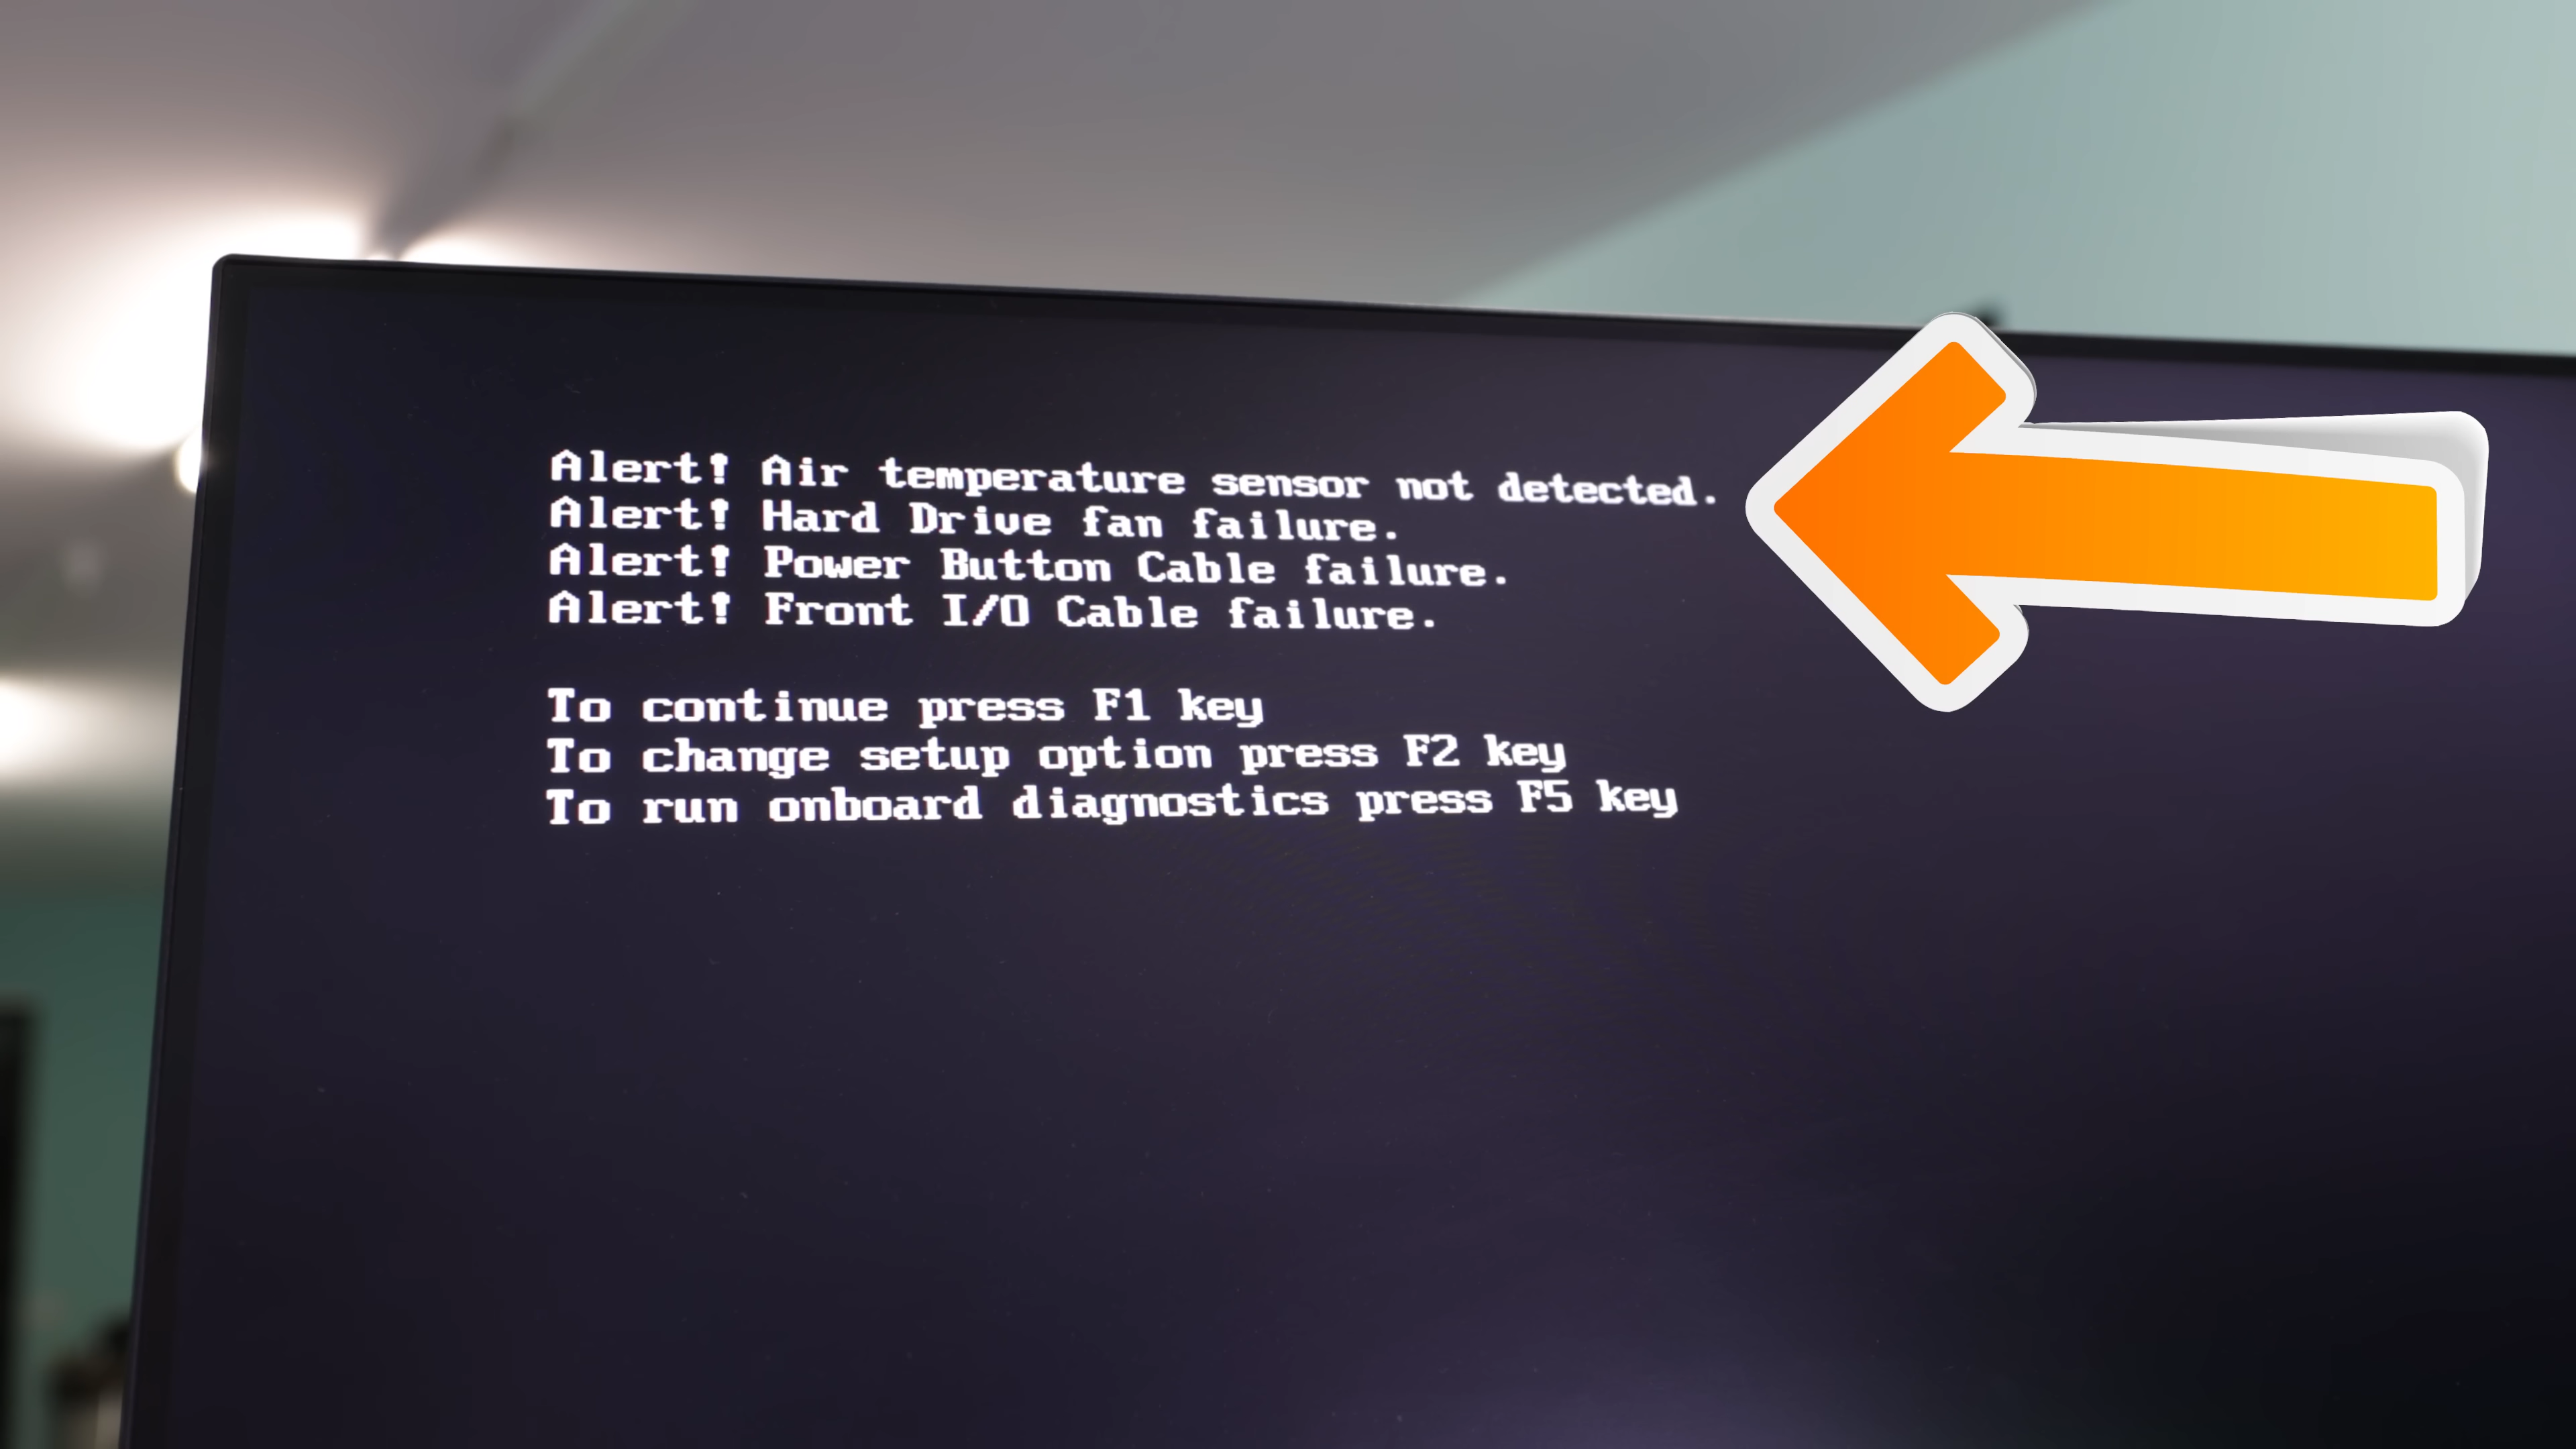 Alert! Air temperature sensor not detected.
Alert! Hard Drive fan failure.
Alert! Power Button Cable failure.
Alert! Front I/O Cable failure.
To continue press F1 key
To change setup option press F2 key
To run onboard diagnostics press F5 key